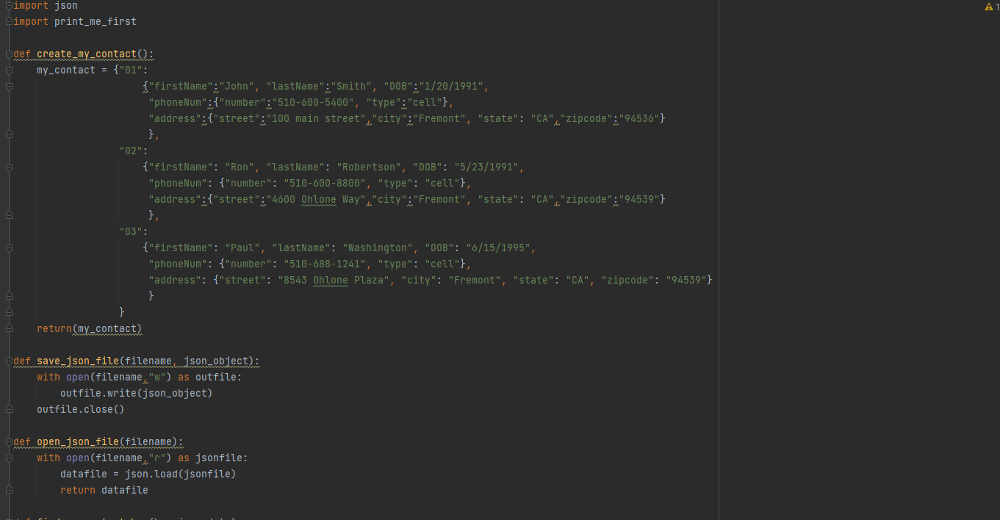 import json
import print_me_first
def create_my_contact():
my_contact = {"01":
{"firstName":"John", "lastName":"Smith", "DOB":"1/20/1991",
"phoneNum":{"number":"510-600-5400", "type":"cell"},
"address":{"street":"100 main street","city":"Fremont", "state": "CA","zipcode":"94536"}
},
"02":
{"firstName": "Ron", "lastName": "Robertson", "DOB": "5/23/1991",
"phoneNum": {"number": "510-600-8800", "type": "cell"},
"address":{"street":"4600 Ohlone Way","city":"Fremont", "state": "CA","zipcode":"94539"}
},
"03":
{"firstName": "Paul", "lastName": "Washington", "DOB": "6/15/1995",
"phoneNum": {"number": "510-688-1241", "type": "cell"},
"address": {"street": "8543 Ohlone Plaza", "city": "Fremont", "state": "CA", "zipcode": "94539"}
}
}
return(my_contact)
def save_json_file(filename, json_object):
with open(filename,"w") as outfile:
outfile.write(json_object)
outfile.close()
def open_json_file(filename):
with open(filename,"r") as jsonfile:
datafile = json.load(jsonfile)
return datafile